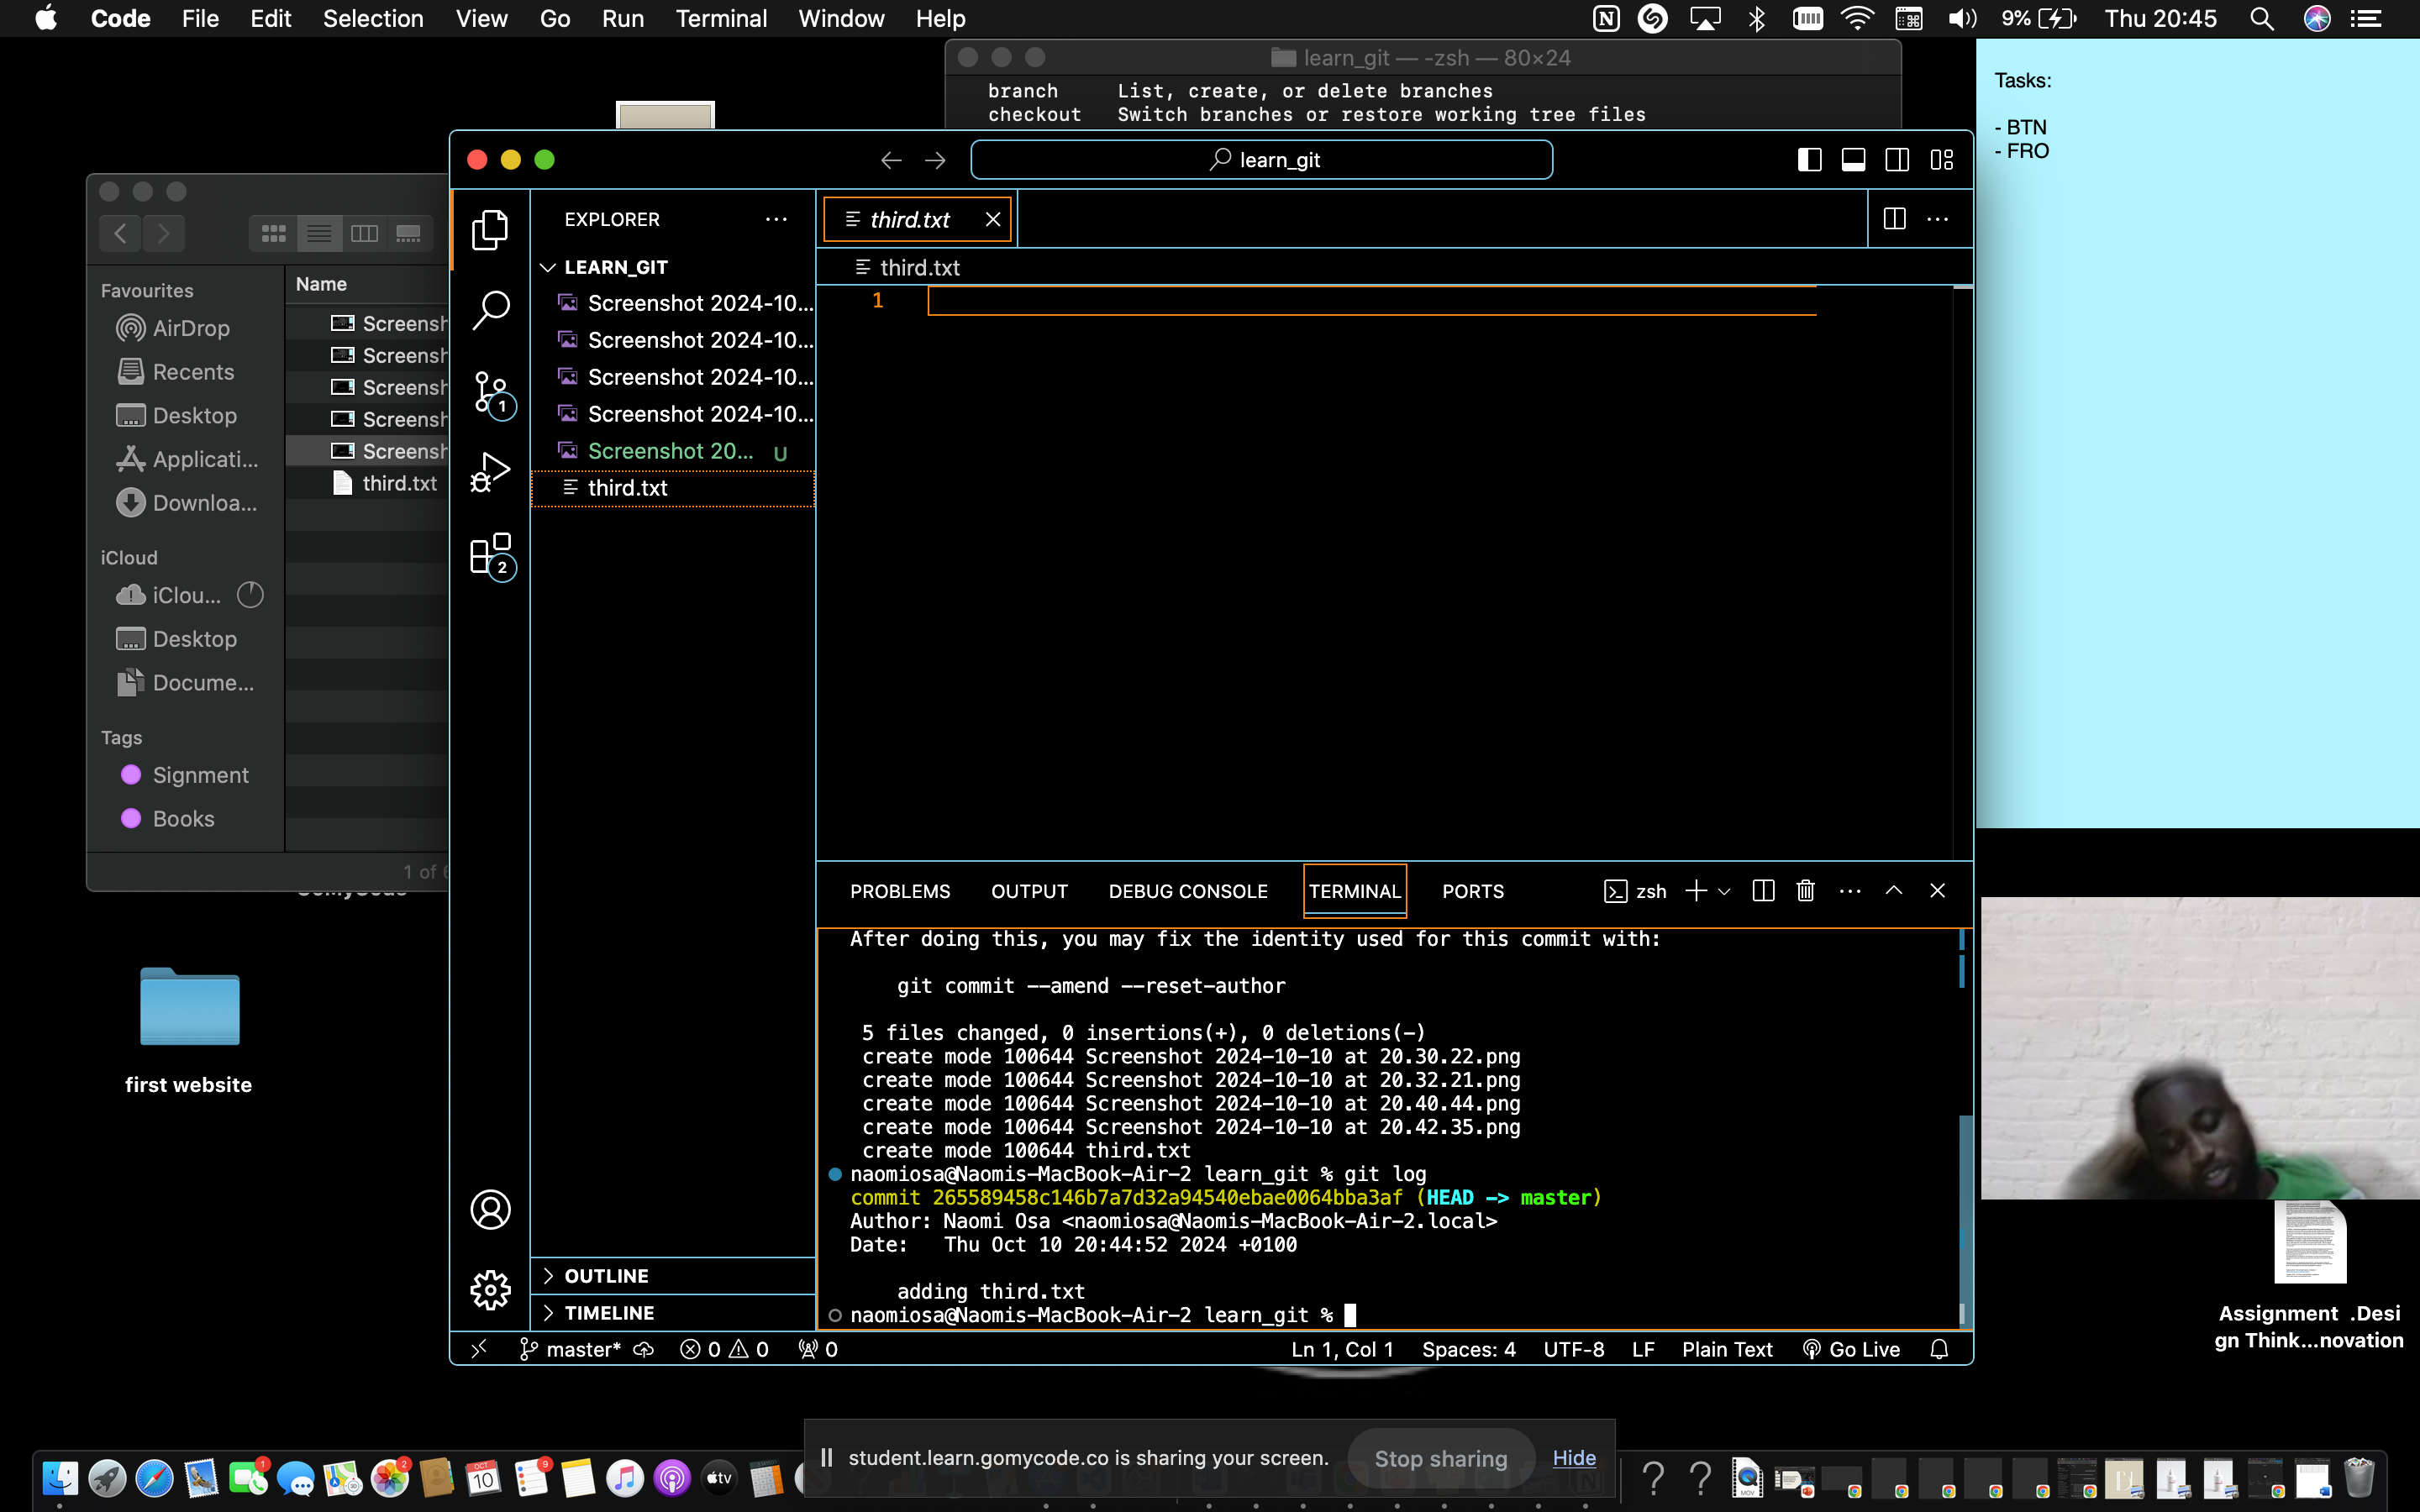 Code File Edit Selection View Go Run Terminal Window Help
9% Thu 20:45
learn_git — -zsh — 80×24
branch List, create, or delete branches
checkout Switch branches or restore working tree files
Tasks:
- BTN
- FRO
learn_git
Name
Favourites
AirDrop
Recents
Desktop
Applicati...
Downloa...
iCloud
iClou...
Desktop
Docume...
Tags
Signment
Books
Screensh
Screensh
Screensh
Screensh
Screensh
third.txt
1 of
GoMyCode
first website
EXPLORER
LEARN_GIT
Screenshot 2024-10...
Screenshot 2024-10...
Screenshot 2024-10...
Screenshot 2024-10...
Screenshot 20... U
third.txt
1
2
OUTLINE
TIMELINE
third.txt
third.txt
1
PROBLEMS OUTPUT DEBUG CONSOLE TERMINAL PORTS zsh
After doing this, you may fix the identity used for this commit with:
git commit --amend --reset-author
5 files changed, 0 insertions(+), 0 deletions(-)
create mode 100644 Screenshot 2024-10-10 at 20.30.22.png
create mode 100644 Screenshot 2024-10-10 at 20.32.21.png
create mode 100644 Screenshot 2024-10-10 at 20.40.44.png
create mode 100644 Screenshot 2024-10-10 at 20.42.35.png
create mode 100644 third.txt
naomiosa@Naomis-MacBook-Air-2 learn_git % git log
commit 265589458c146b7a7d32a94540ebae0064bba3af (HEAD -> master)
Author: Naomi Osa <naomiosa@Naomis-MacBook-Air-2.local>
Date: Thu Oct 10 20:44:52 2024 +0100
adding third.txt
naomiosa@Naomis-MacBook-Air-2 learn_git %
master* 0 0 0 Ln 1, Col 1 Spaces: 4 UTF-8 LF Plain Text Go Live
Assignment .Desi
gn Think...novation
student.learn.gomycode.co is sharing your screen. Stop sharing Hide
1
2
OCT
10
9
tv